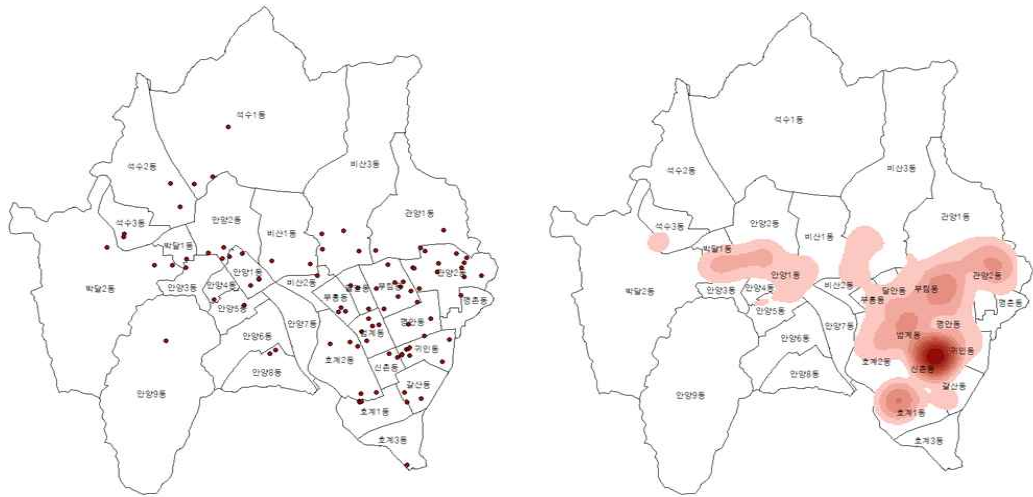 석수1동
석수2동
비산3동
석수3동
안양2동
관양1동
비산1동
박달1동
안양1동
관양2동
박달2동
안양3동
안양4동
비산2동
부림동
부흥동
평촌동
안양5동
안양7동
평안동
안양6동
범계동
호계2동
귀인동
신촌동
안양8동
갈산동
안양9동
호계1동
호계3동
석수1동
석수2동
비산3동
석수3동
안양2동
관양1동
비산1동
박달1동
안양1동
관양2동
박달2동
안양3동
안양4동
비산2동
달안동
부림동
부흥동
평촌동
안양5동
안양7동
평안동
안양6동
범계동
호계2동
귀인동
신촌동
안양8동
갈산동
안양9동
호계1동
호계3동